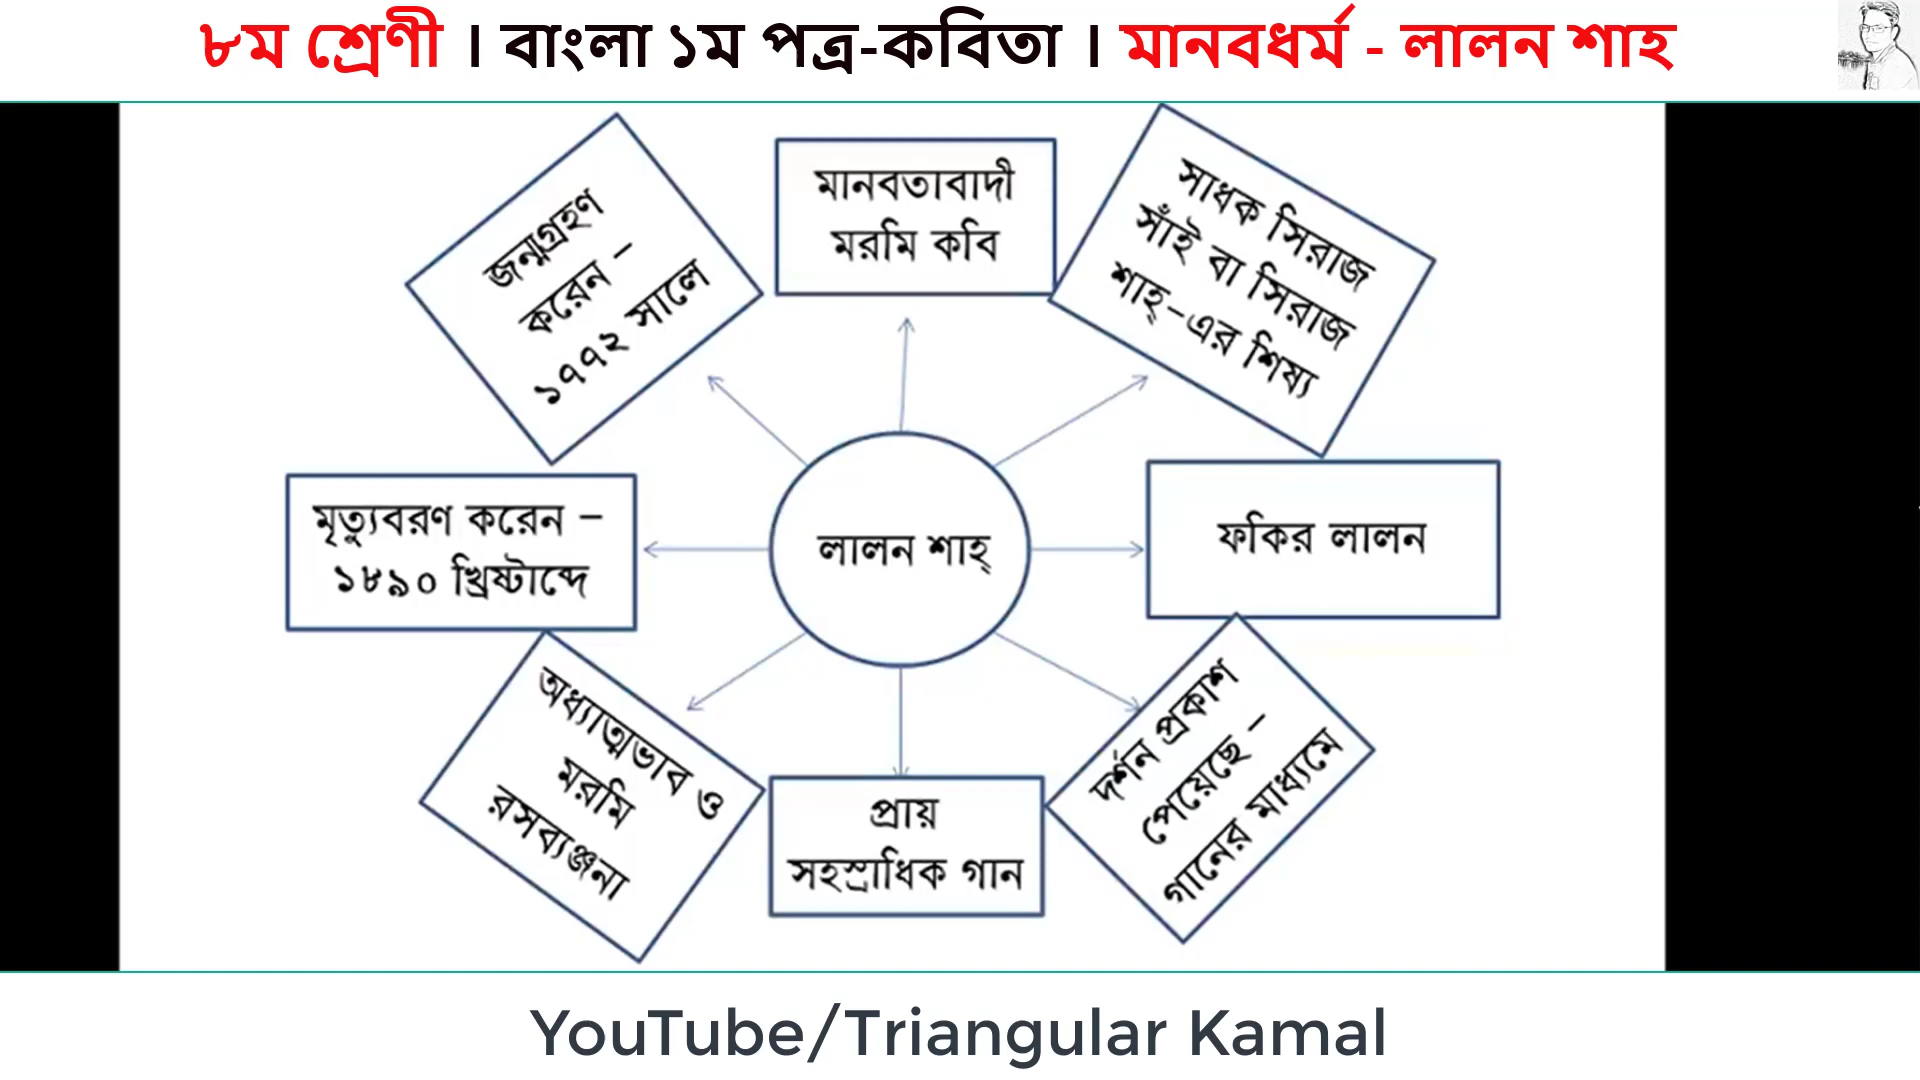 ৮ম শ্রেণী । বাংলা ১ম পত্র-কবিতা । মানবধর্ম - লালন শাহ
জন্মগ্রহণ
করেন -
১৭৭২ সালে
মানবতাবাদী
মরমি কবি
সাধক সিরাজ
সাঁই বা সিরাজ
শাহ্-এর শিষ্য
মৃত্যুবরণ করেন –
১৮৯০ খ্রিষ্টাব্দে
লালন শাহ্
ফকির লালন
অধ্যাত্মভাব ও
মরমি
রসব্যঞ্জনা
প্রায়
সহস্রাধিক গান
দর্শন প্রকাশ
পেয়েছে -
গানের মাধ্যমে
YouTube/Triangular Kamal